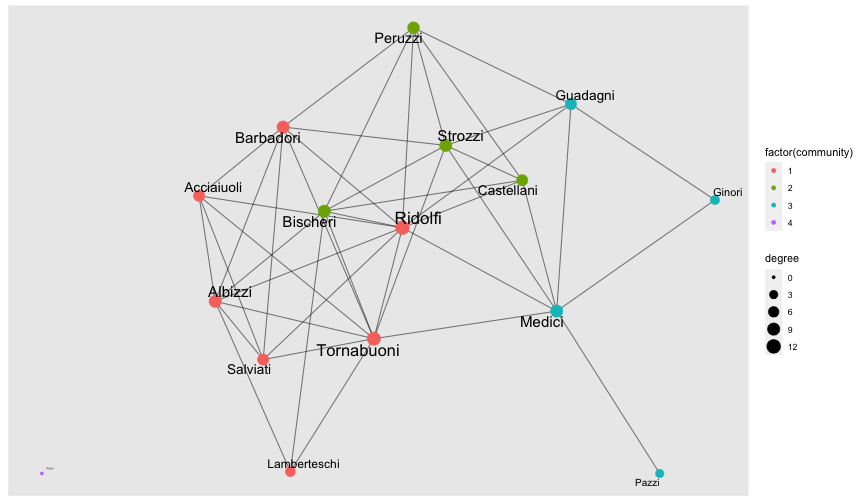 Peruzzi
Guadagni
Strozzi
Barbadori
Acciaiuoli
Castellani
Ginori
Bischeri
Ridolfi
Albizzi
Medici
Tornabuoni
Salviati
Lamberteschi
Pazzi
factor(community)
1
2
3
4
degree
0
3
6
9
12